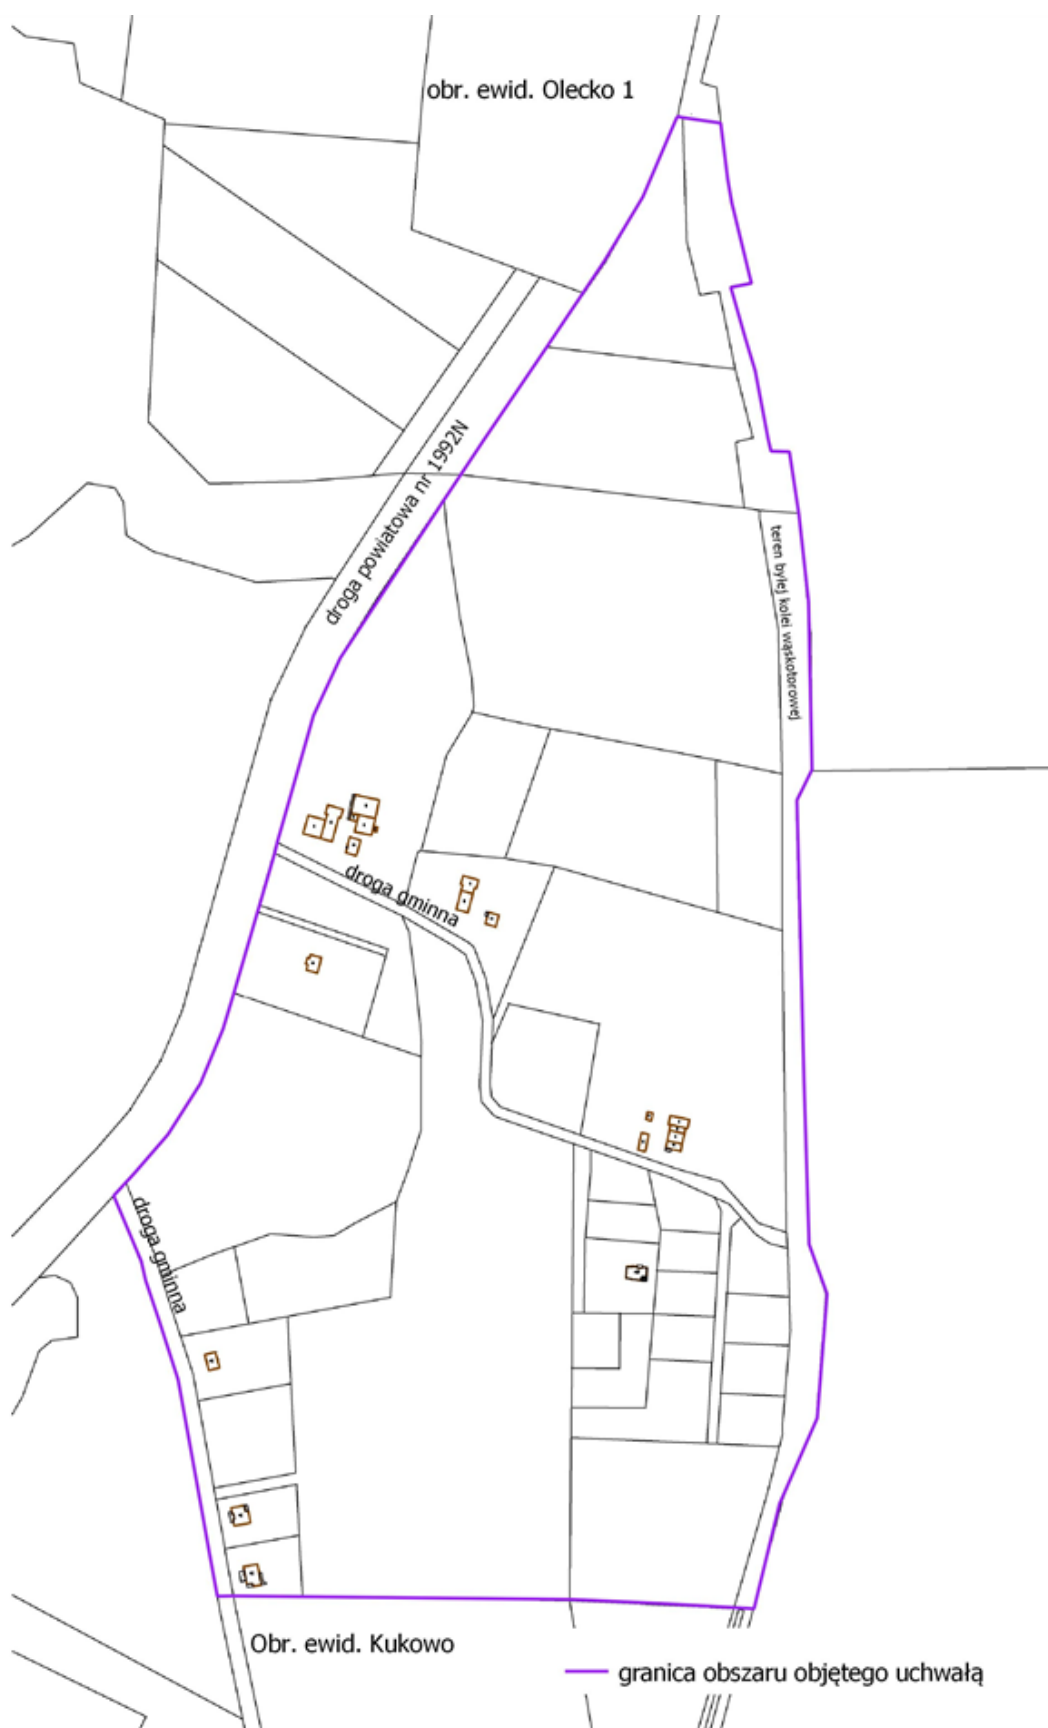 obr. ewid. Olecko 1
droga powiatowa nr 1992N
teren byłej kolei wąskotorowej
droga gminna
droga gminna
Obr. ewid. Kukowo
granica obszaru objętego uchwałą